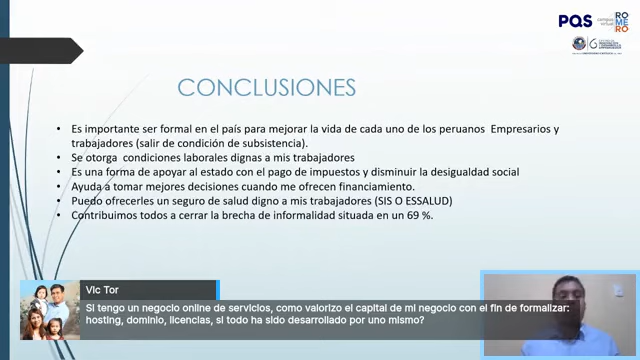 PQS
campus
virtual
RO
ME
RO
CONCLUSIONES
• Es importante ser formal en el país para mejorar la vida de cada uno de los peruanos Empresarios y
trabajadores (salir de condición de subsistencia).
• Se otorga condiciones laborales dignas a mis trabajadores
• Es una forma de apoyar al estado con el pago de impuestos y disminuir la desigualdad social
• Ayuda a tomar mejores decisiones cuando me ofrecen financiamiento.
• Puedo ofrecerles un seguro de salud digno a mis trabajadores (SIS O ESSALUD)
• Contribuimos todos a cerrar la brecha de informalidad situada en un 69 %.
Vic Tor
Si tengo un negocio online de servicios, como valorizo el capital de mi negocio con el fin de formalizar:
hosting, dominio, licencias, si todo ha sido desarrollado por uno mismo?